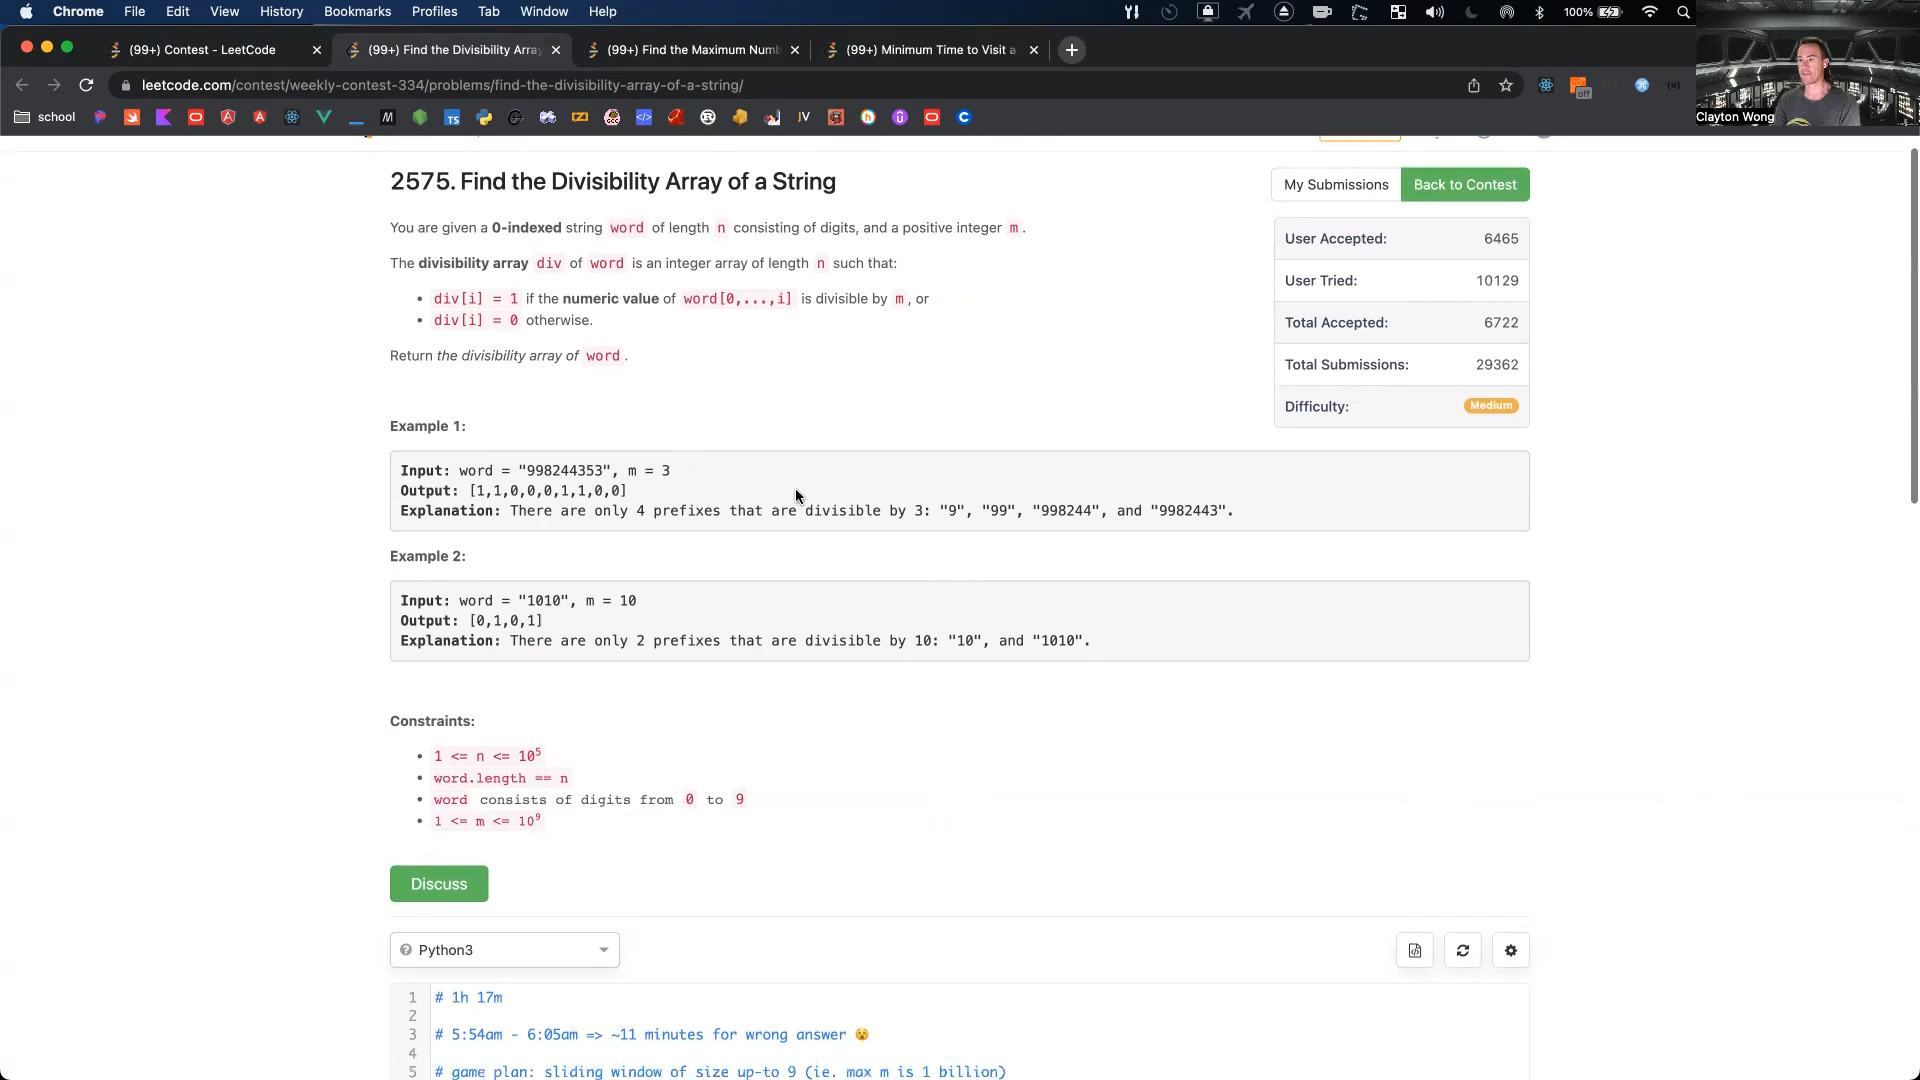 Chrome File Edit View History Bookmarks Profiles Tab Window Help 100%
(99+) Contest - LeetCode (99+) Find the Divisibility Array (99+) Find the Maximum Numb (99+) Minimum Time to Visit a
leetcode.com/contest/weekly-contest-334/problems/find-the-divisibility-array-of-a-string/
off
school
TS
JV
Clayton Wong
2575. Find the Divisibility Array of a String
My Submissions Back to Contest
You are given a 0-indexed string word of length n consisting of digits, and a positive integer m .
User Accepted: 6465
The divisibility array div of word is an integer array of length n such that:
User Tried: 10129
• div[i] = 1 if the numeric value of word[0,...,i] is divisible by m , or
• div[i] = 0 otherwise.
Total Accepted: 6722
Return the divisibility array of word .
Total Submissions: 29362
Difficulty: Medium
Example 1:
Input: word = "998244353", m = 3
Output: [1,1,0,0,0,1,1,0,0]
Explanation: There are only 4 prefixes that are divisible by 3: "9", "99", "998244", and "9982443".
Example 2:
Input: word = "1010", m = 10
Output: [0,1,0,1]
Explanation: There are only 2 prefixes that are divisible by 10: "10", and "1010".
Constraints:
• 1 <= n <= 10⁵
• word.length == n
• word consists of digits from 0 to 9
• 1 <= m <= 10⁹
Discuss
Python3
1 # 1h 17m
2
3 # 5:54am - 6:05am => ~11 minutes for wrong answer 😵
4
5 # game plan: sliding window of size up-to 9 (ie. max m is 1 billion)